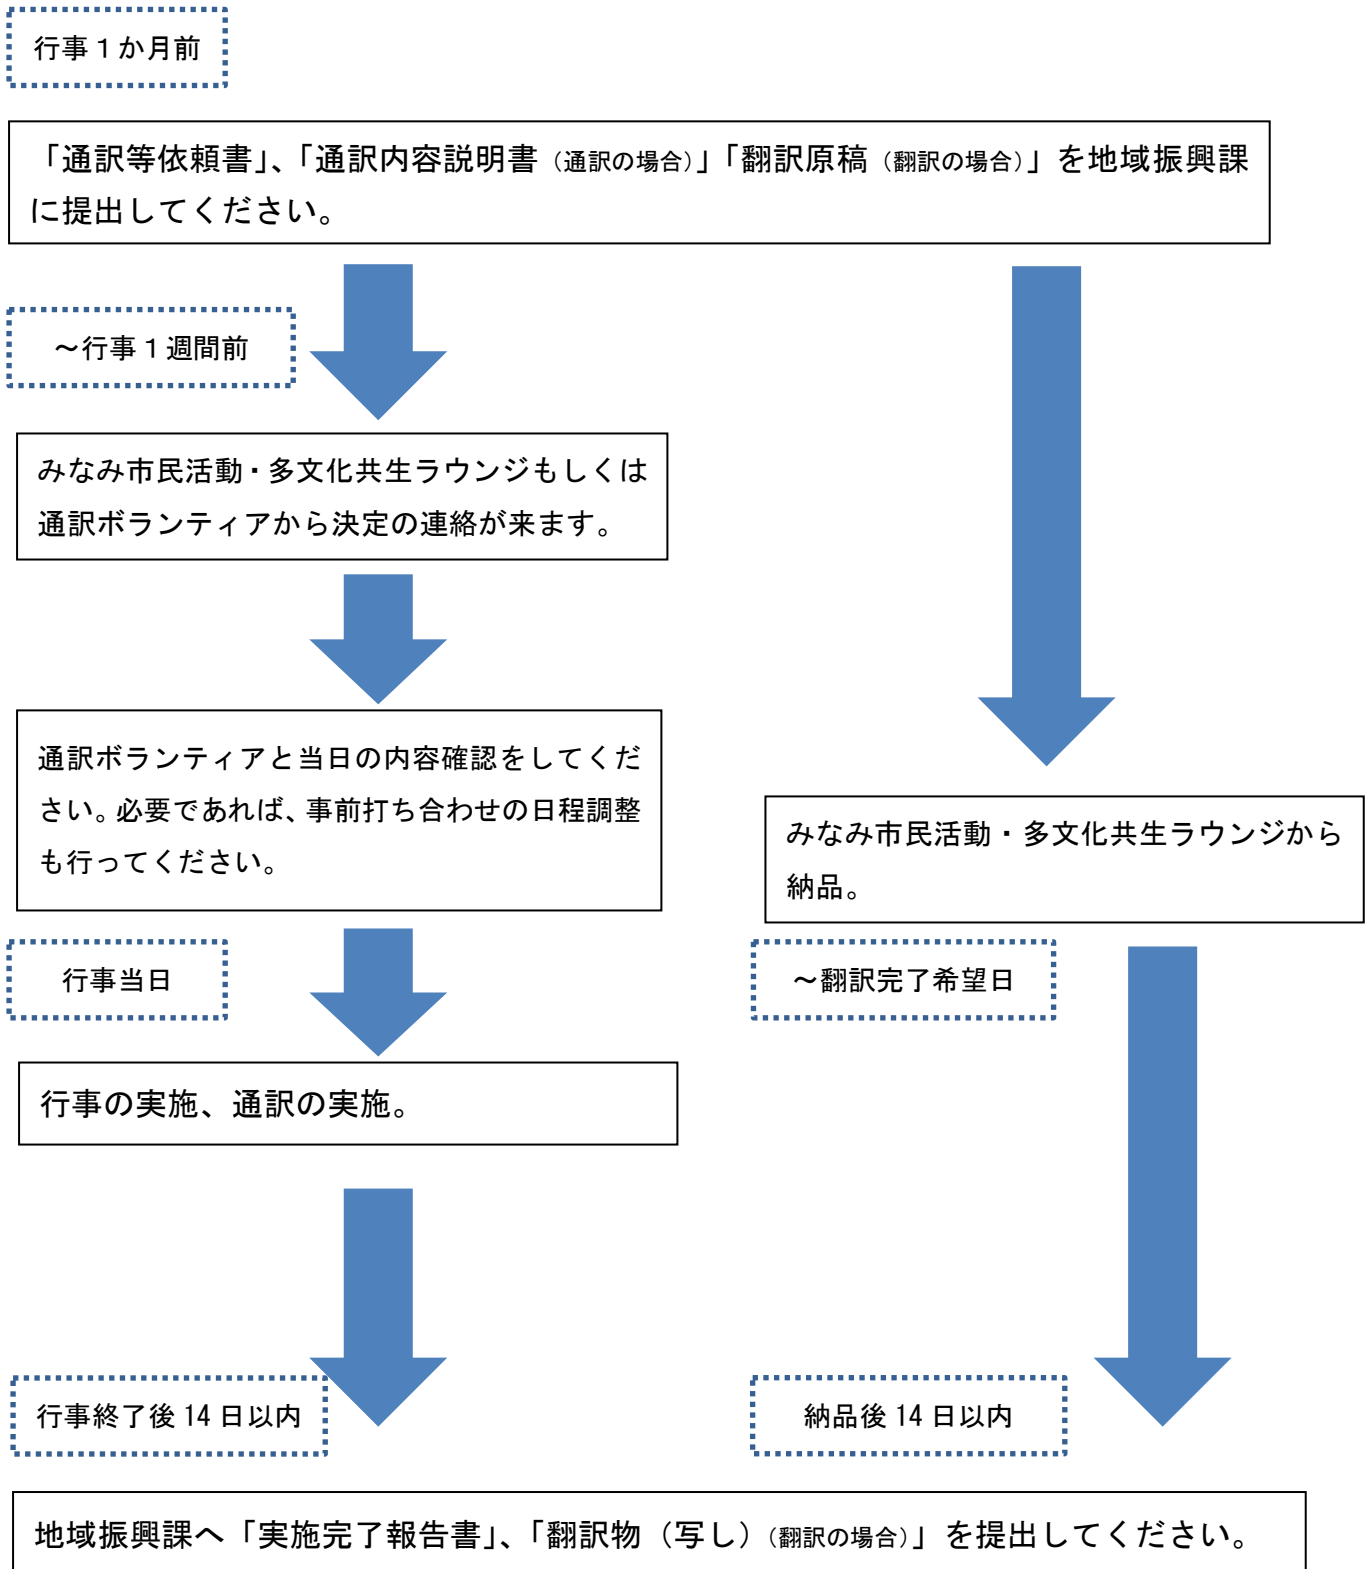 行事１か月前
「通訳等依頼書」、「通訳内容説明書（通訳の場合）」「翻訳原稿（翻訳の場合）」を地域振興課
に提出してください。
～行事１週間前
みなみ市民活動・多文化共生ラウンジもしくは
通訳ボランティアから決定の連絡が来ます。
通訳ボランティアと当日の内容確認をしてくだ
さい。必要であれば、事前打ち合わせの日程調整
も行ってください。
みなみ市民活動・多文化共生ラウンジから
納品。
行事当日
～翻訳完了希望日
行事の実施、通訳の実施。
行事終了後 14 日以内
納品後 14 日以内
地域振興課へ「実施完了報告書」、「翻訳物（写し）（翻訳の場合）」を提出してください。